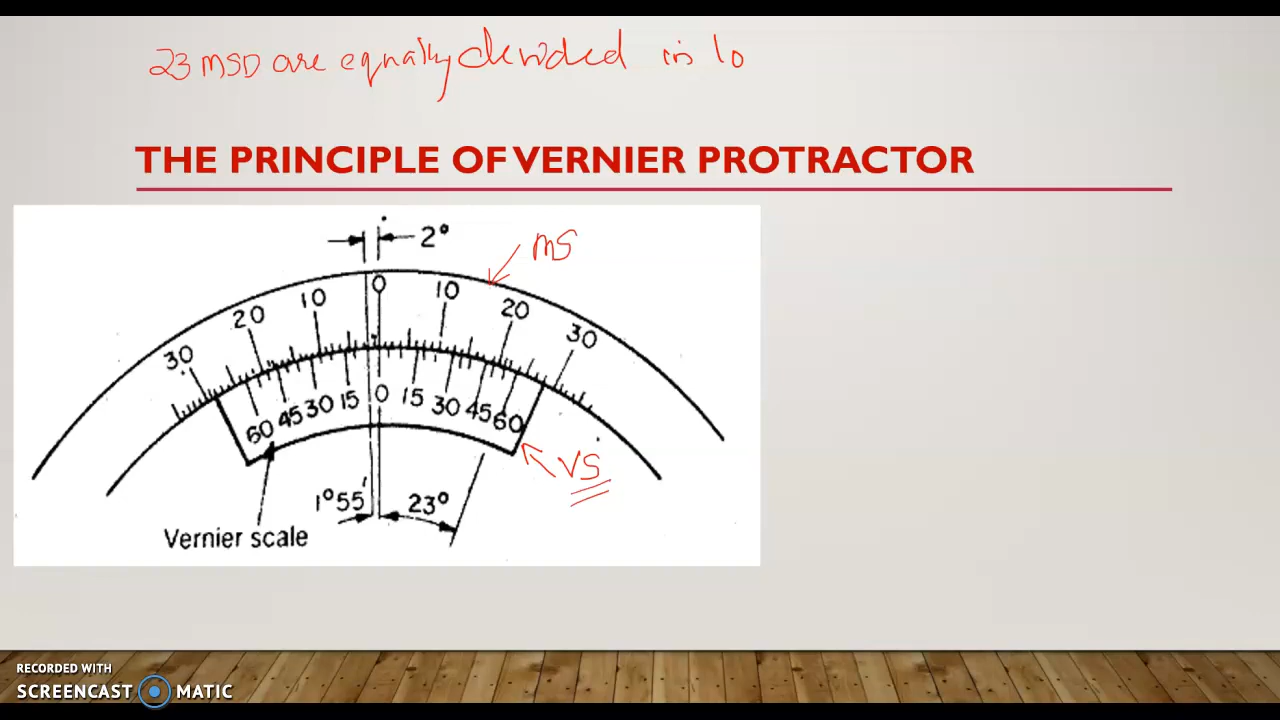 23 MSD are equally devided in 10
THE PRINCIPLE OF VERNIER PROTRACTOR
2°
MS
30 20 10 0 10 20 30
60 45 30 15 0 15 30 45 60
VS
1°55' 23°
Vernier scale
RECORDED WITH
SCREENCAST MATIC